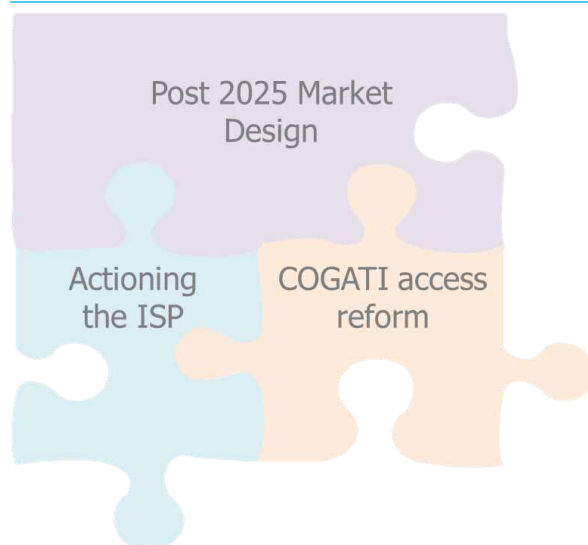 Post 2025 Market
Design
Actioning
the ISP
COGATI access
reform